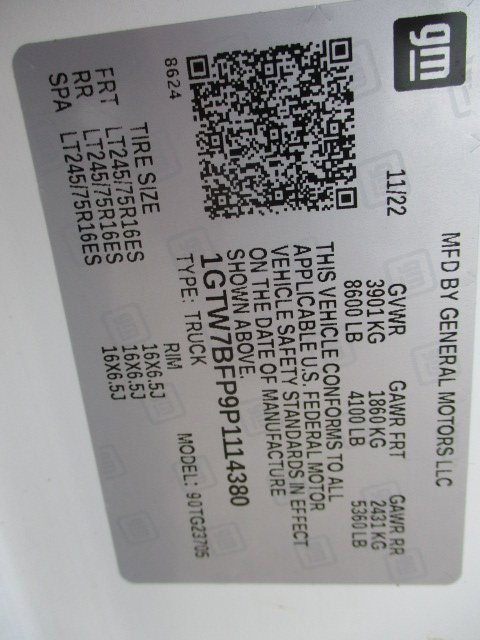 gm
MFD BY GENERAL MOTORS LLC
11/22 GVWR GAWR FRT GAWR RR
3901 KG 1860 KG 2431 KG
8600 LB 4100 LB 5360 LB
THIS VEHICLE CONFORMS TO ALL
APPLICABLE U.S. FEDERAL MOTOR
VEHICLE SAFETY STANDARDS IN EFFECT
ON THE DATE OF MANUFACTURE
SHOWN ABOVE.
1GTW7BFP9P1114380
TYPE: TRUCK MODEL: 90TG23705
8624
TIRE SIZE RIM
FRT LT245/75R16ES 16X6.5J
RR LT245/75R16ES 16X6.5J
SPA LT245/75R16ES 16X6.5J